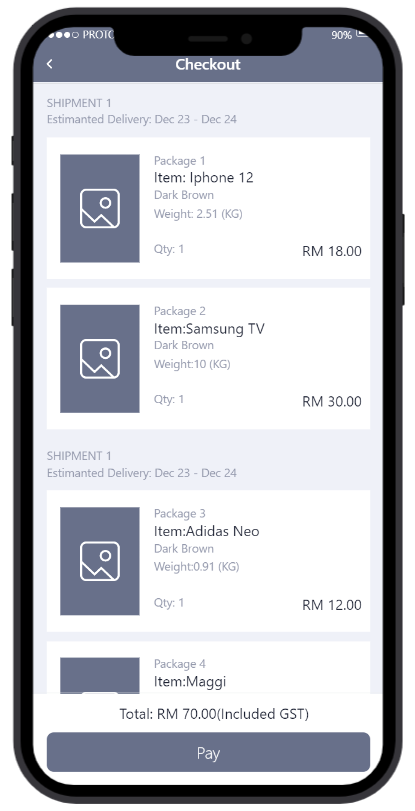 PROTO 90%
Checkout
SHIPMENT 1
Estimanted Delivery: Dec 23 - Dec 24
Package 1
Item: Iphone 12
Dark Brown
Weight: 2.51 (KG)
Qty: 1 RM 18.00
Package 2
Item:Samsung TV
Dark Brown
Weight:10 (KG)
Qty: 1 RM 30.00
SHIPMENT 1
Estimanted Delivery: Dec 23 - Dec 24
Package 3
Item:Adidas Neo
Dark Brown
Weight:0.91 (KG)
Qty: 1 RM 12.00
Package 4
Item:Maggi
Total: RM 70.00(Included GST)
Pay